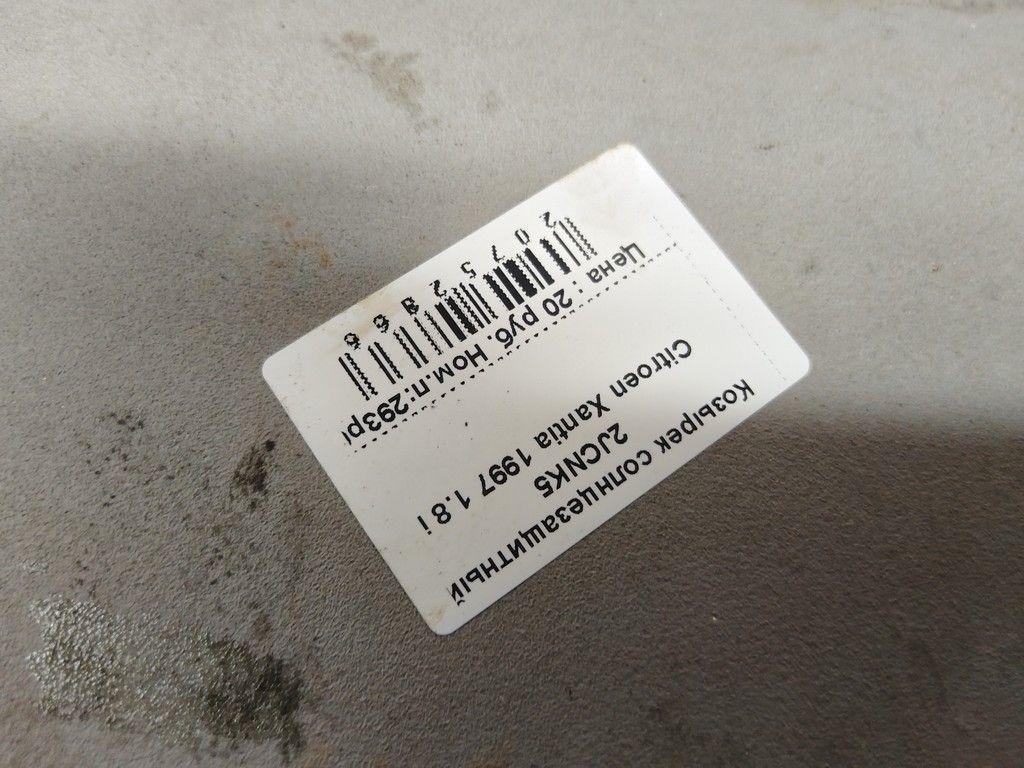 Козырек солнцезащитный
2JCNK5
Citroen Xantia 1997 1.8 i
Цена : 20 руб. Ном.п:293р